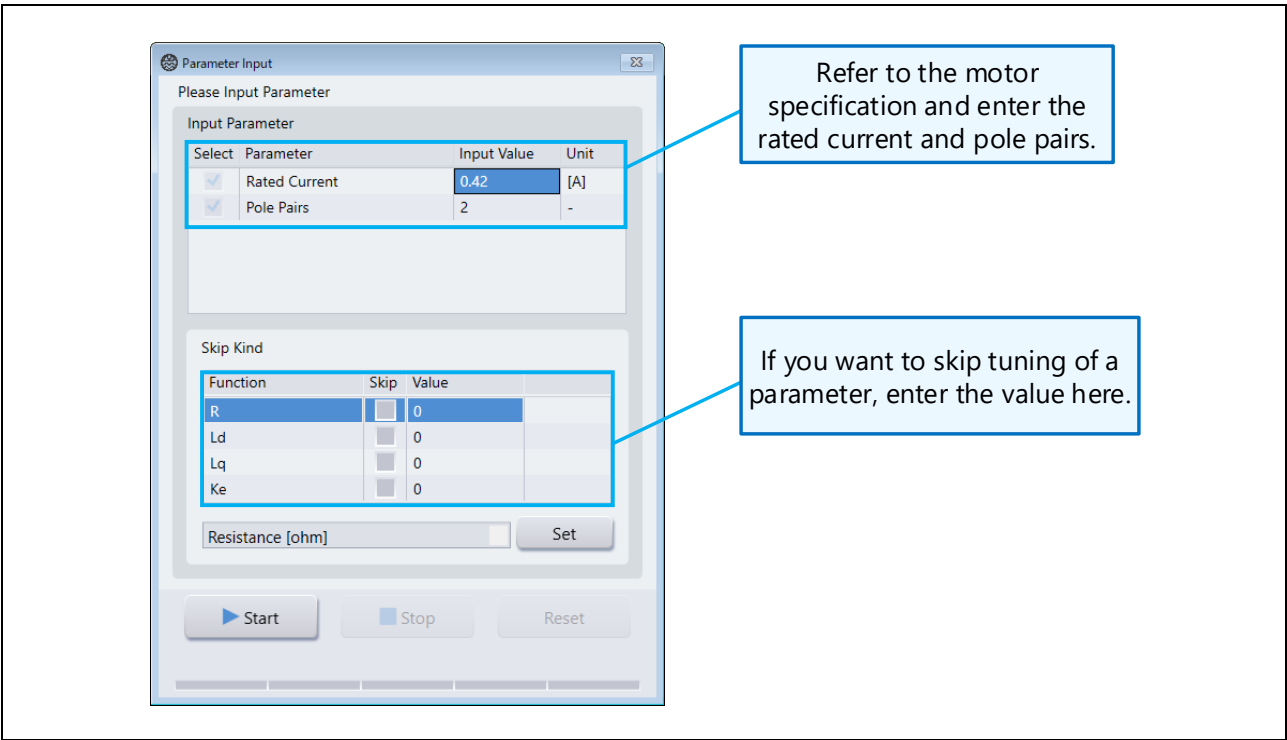 Parameter Input
Please Input Parameter
Input Parameter
Select Parameter Input Value Unit
Rated Current 0.42 [A]
Pole Pairs 2 -
Refer to the motor
specification and enter the
rated current and pole pairs.
Skip Kind
Function Skip Value
R 0
Ld 0
Lq 0
Ke 0
Resistance [ohm] Set
If you want to skip tuning of a
parameter, enter the value here.
Start Stop Reset